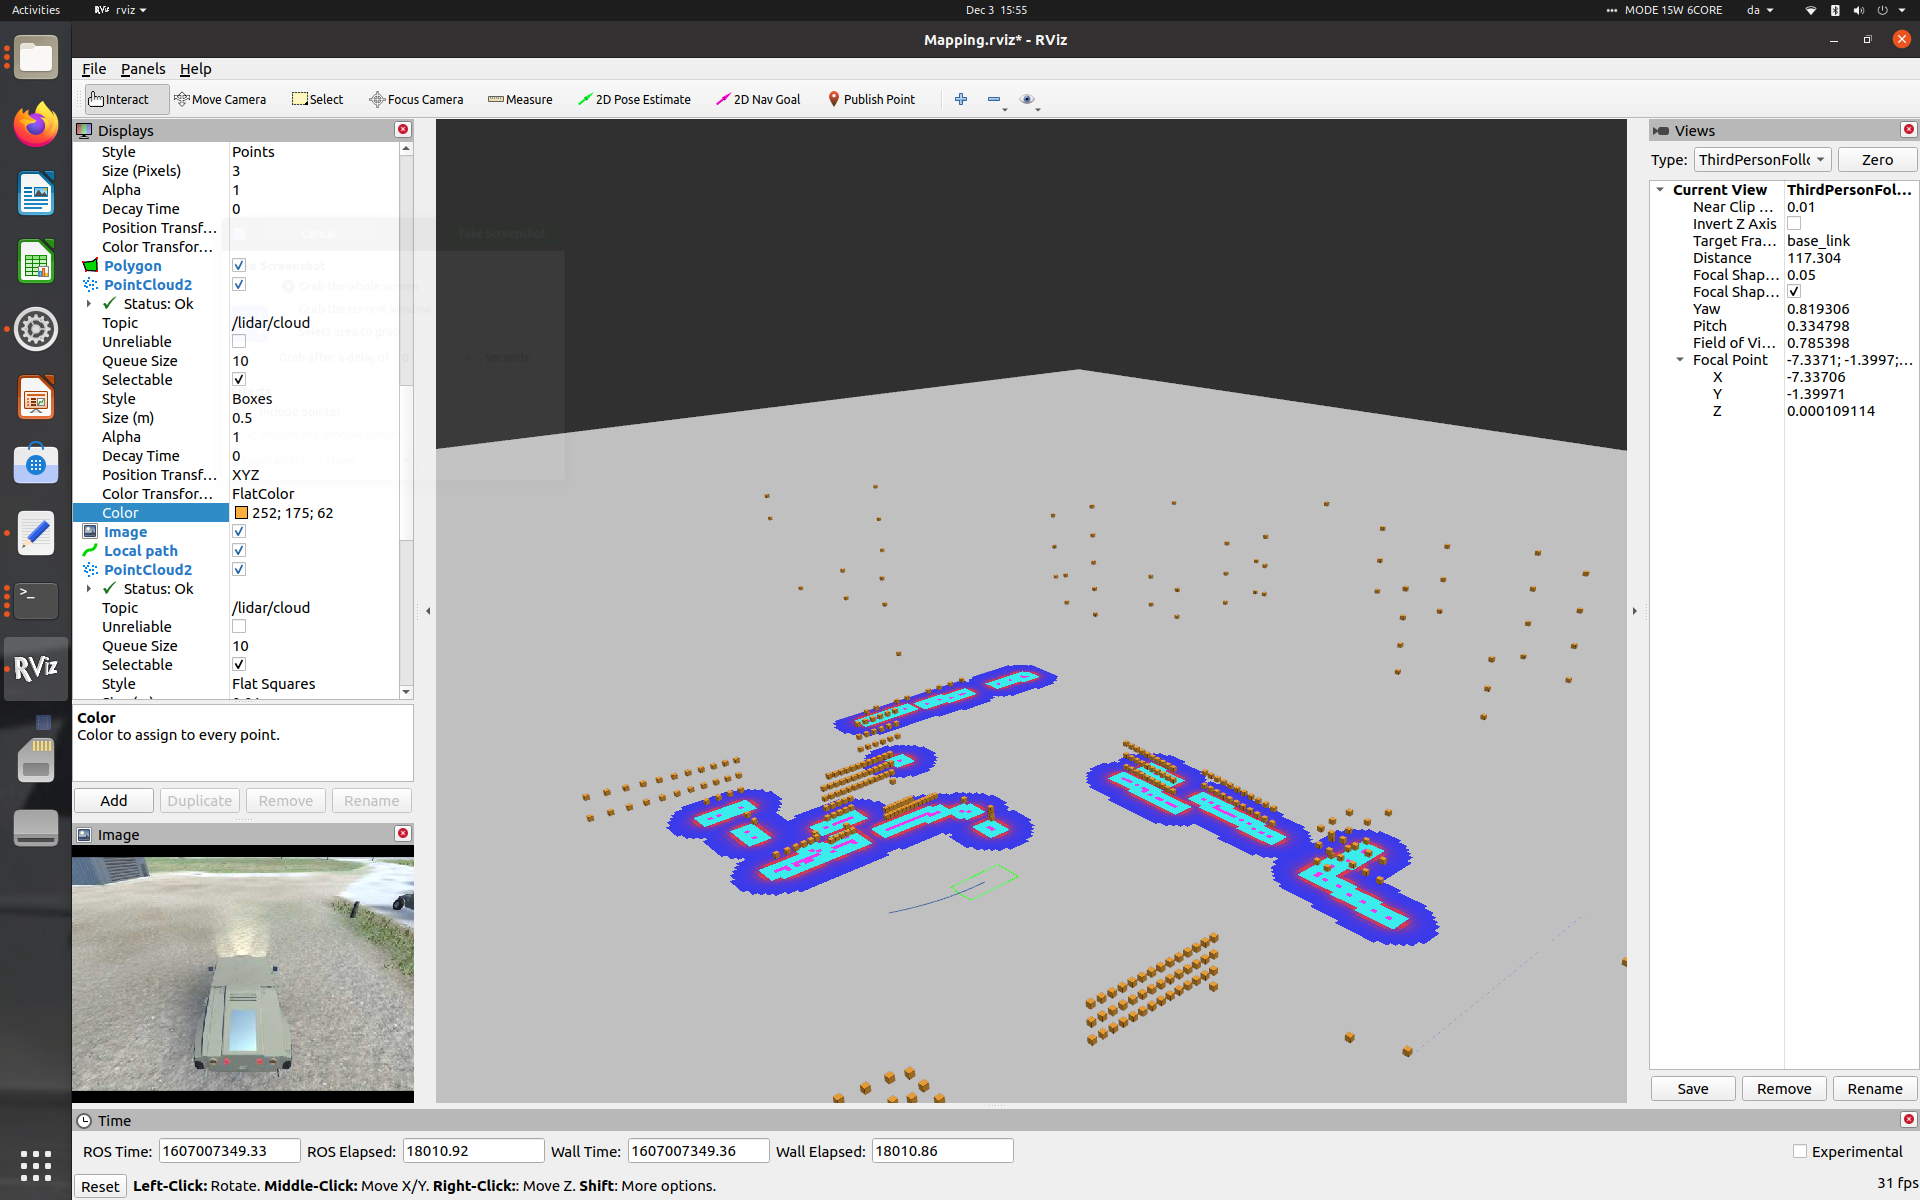 Activities
RViz rviz
Dec 3 15:55
MODE 15W 6CORE
da
Mapping.rviz* - RViz
File Panels Help
Interact Move Camera Select Focus Camera Measure 2D Pose Estimate 2D Nav Goal Publish Point
Displays
Style Points
Size (Pixels) 3
Alpha 1
Decay Time 0
Position Transf...
Color Transfor...
Polygon
PointCloud2
Status: Ok
Topic /lidar/cloud
Unreliable
Queue Size 10
Selectable
Style Boxes
Size (m) 0.5
Alpha 1
Decay Time 0
Position Transf... XYZ
Color Transfor... FlatColor
Color 252; 175; 62
Image
Local path
PointCloud2
Status: Ok
Topic /lidar/cloud
Unreliable
Queue Size 10
Selectable
Style Flat Squares
Color
Color to assign to every point.
Add Duplicate Remove Rename
Image
RViz
Views
Type: ThirdPersonFoll Zero
Current View ThirdPersonFol...
Near Clip ... 0.01
Invert Z Axis
Target Fra... base_link
Distance 117.304
Focal Shap... 0.05
Focal Shap...
Yaw 0.819306
Pitch 0.334798
Field of Vi... 0.785398
Focal Point -7.3371; -1.3997;...
X -7.33706
Y -1.39971
Z 0.000109114
Save Remove Rename
Time
ROS Time: 1607007349.33 ROS Elapsed: 18010.92 Wall Time: 1607007349.36 Wall Elapsed: 18010.86 Experimental
Reset Left-Click: Rotate. Middle-Click: Move X/Y. Right-Click:: Move Z. Shift: More options.
31 fps